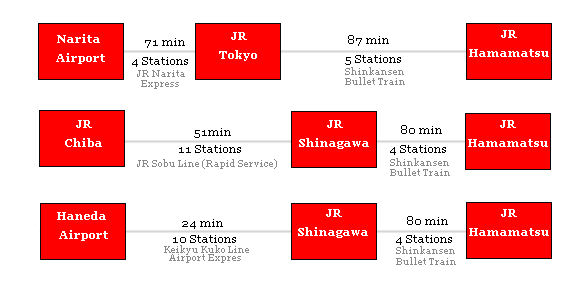 Narita
Airport
71 min
4 Stations
JR Narita
Express
JR
Tokyo
87 min
5 Stations
Shinkansen
Bullet Train
JR
Hamamatsu
JR
Chiba
51min
11 Stations
JR Sobu Line (Rapid Service)
JR
Shinagawa
80 min
4 Stations
Shinkansen
Bullet Train
JR
Hamamatsu
Haneda
Airport
24 min
10 Stations
Keikyu Kuko Line
Airport Expres
JR
Shinagawa
80 min
4 Stations
Shinkansen
Bullet Train
JR
Hamamatsu